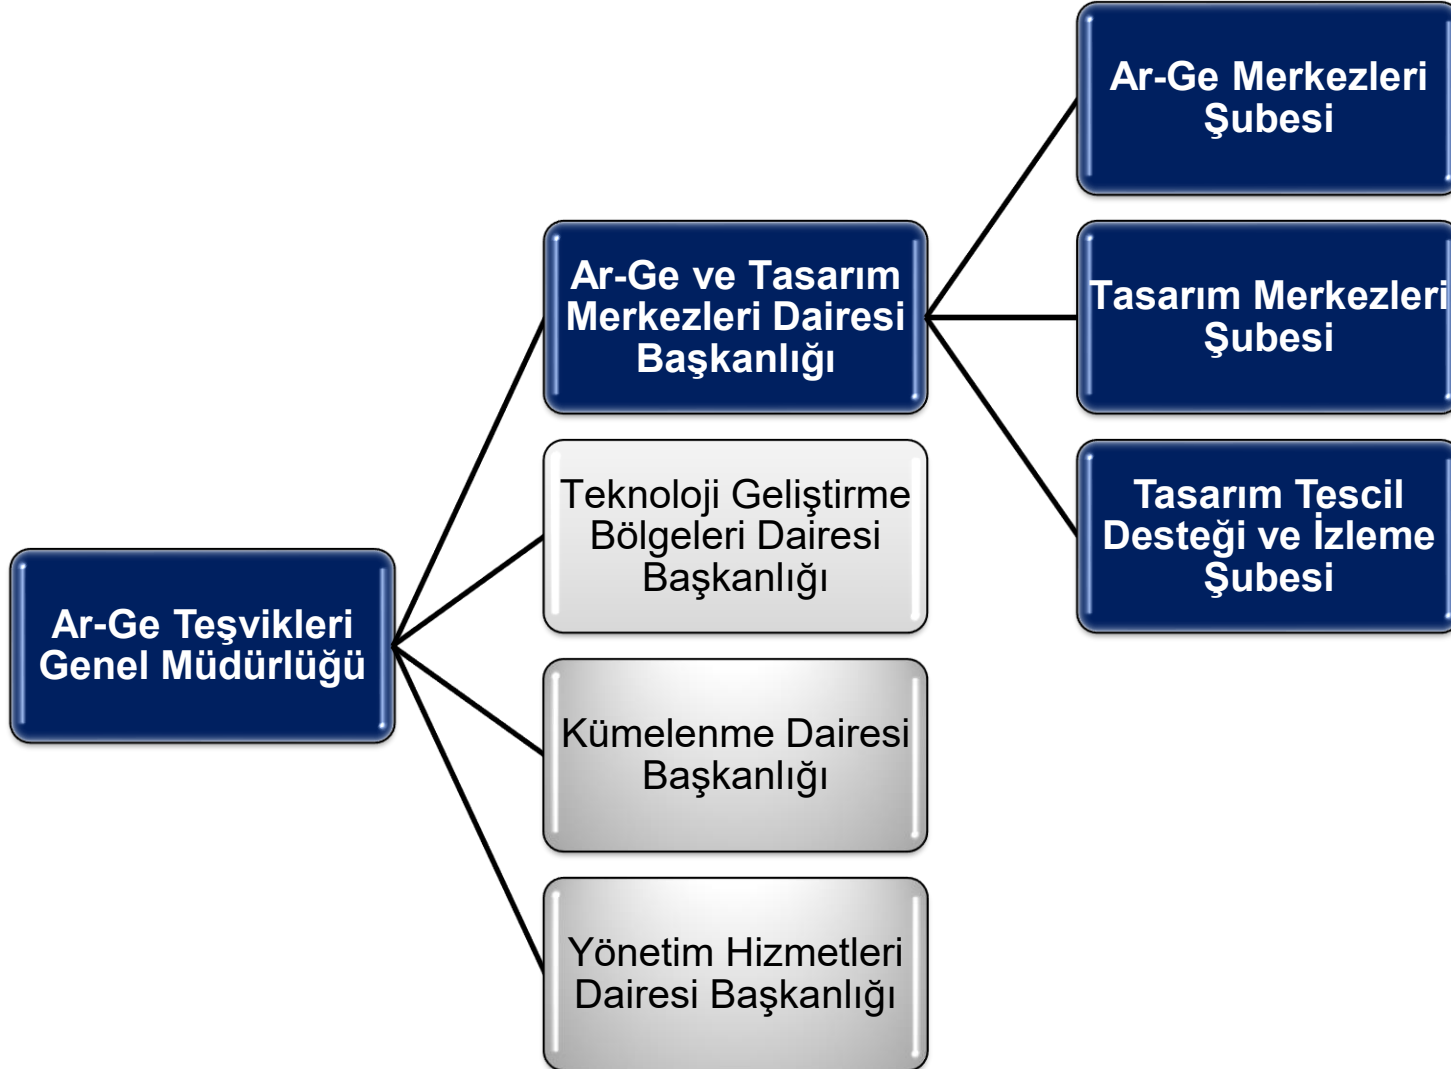 Ar-Ge Teşvikleri
Genel Müdürlüğü
Ar-Ge ve Tasarım
Merkezleri Dairesi
Başkanlığı
Teknoloji Geliştirme
Bölgeleri Dairesi
Başkanlığı
Kümelenme Dairesi
Başkanlığı
Yönetim Hizmetleri
Dairesi Başkanlığı
Ar-Ge Merkezleri
Şubesi
Tasarım Merkezleri
Şubesi
Tasarım Tescil
Desteği ve İzleme
Şubesi